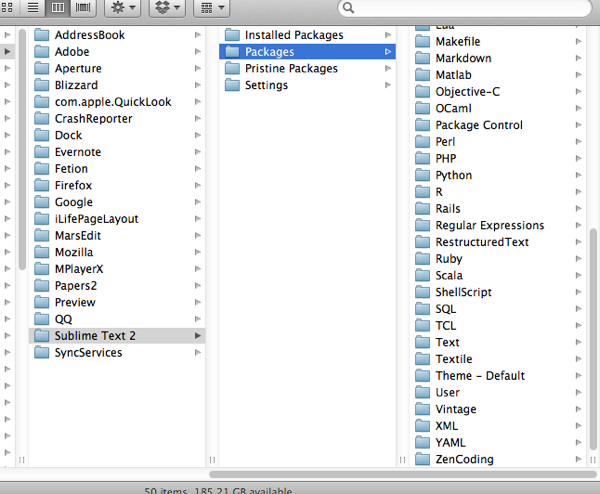 AddressBook
Adobe
Aperture
Blizzard
com.apple.QuickLook
CrashReporter
Dock
Evernote
Fetion
Firefox
Google
iLifePageLayout
MarsEdit
Mozilla
MPlayerX
Papers2
Preview
QQ
Sublime Text 2
SyncServices
Installed Packages
Packages
Pristine Packages
Settings
Lua
Makefile
Markdown
Matlab
Objective-C
OCaml
Package Control
Perl
PHP
Python
R
Rails
Regular Expressions
RestructuredText
Ruby
Scala
ShellScript
SQL
TCL
Text
Textile
Theme - Default
User
Vintage
XML
YAML
ZenCoding
50 items, 185.21 GB available